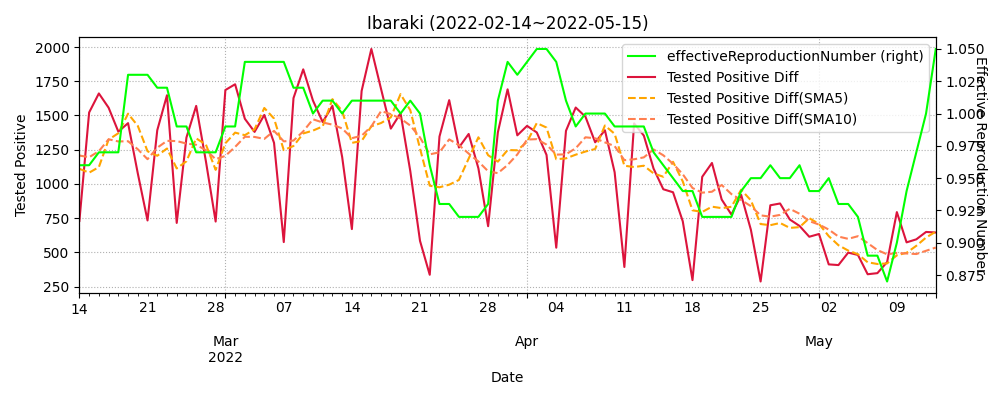 Ibaraki (2022-02-14~2022-05-15)
effectiveReproductionNumber (right)
Tested Positive Diff
Tested Positive Diff(SMA5)
Tested Positive Diff(SMA10)
Tested Positive
2000
1750
1500
1250
1000
750
500
250
1.050
1.025
1.000
0.975
0.950
0.925
0.900
0.875
Effective Reproduction Number
14 21 28 07 14 21 28 04 11 18 25 02 09
Mar Apr May
2022
Date